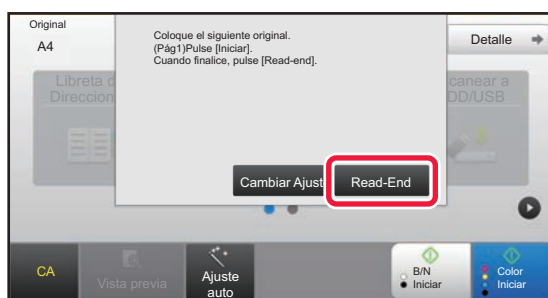 Original
A4
Coloque el siguiente original.
(Pág1)Pulse [Iniciar].
Cuando finalice, pulse [Read-end].
Detalle
Libreta d
Direccion
canear a
DD/USB
Cambiar Ajust
Read-End
CA
Vista previa
Ajuste
auto
B/N
Iniciar
Color
Iniciar